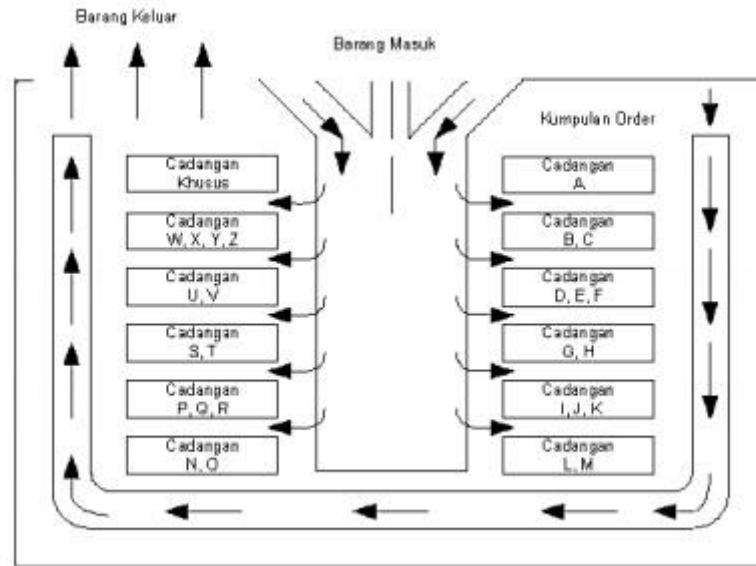 Barang Keluar
Barang Masuk
Kumpulan Order
Cadangan
Khusus
Cadangan
W, X, Y, Z
Cadangan
U, V
Cadangan
S, T
Cadangan
P, Q, R
Cadangan
N, O
Cadangan
A
Cadangan
B, C
Cadangan
D, E, F
Cadangan
G, H
Cadangan
I, J, K
Cadangan
L, M